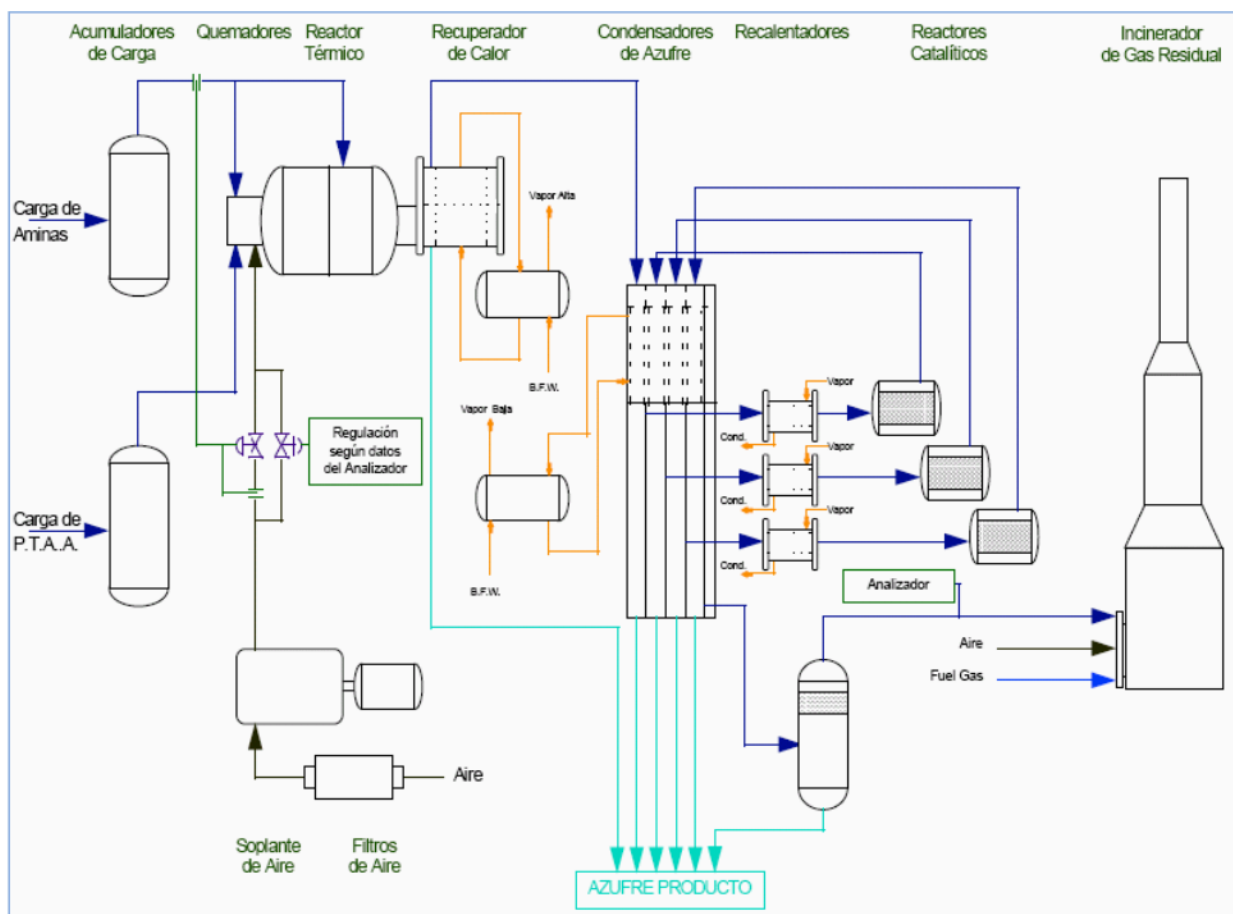 Acumuladores
de Carga
Quemadores
Reactor
Térmico
Recuperador
de Calor
Condensadores
de Azufre
Recalentadores
Reactores
Catalíticos
Incinerador
de Gas Residual
Carga de
Aminas
Vapor Alta
B.F.W.
Vapor Baja
Regulación
según datos
del Analizador
Vapor
Cond.
Vapor
Cond.
Vapor
Cond.
Carga de
P.T.A..A.
B.F.W.
Analizador
Aire
Fuel Gas
Aire
Soplante
de Aire
Filtros
de Aire
AZUFRE PRODUCTO